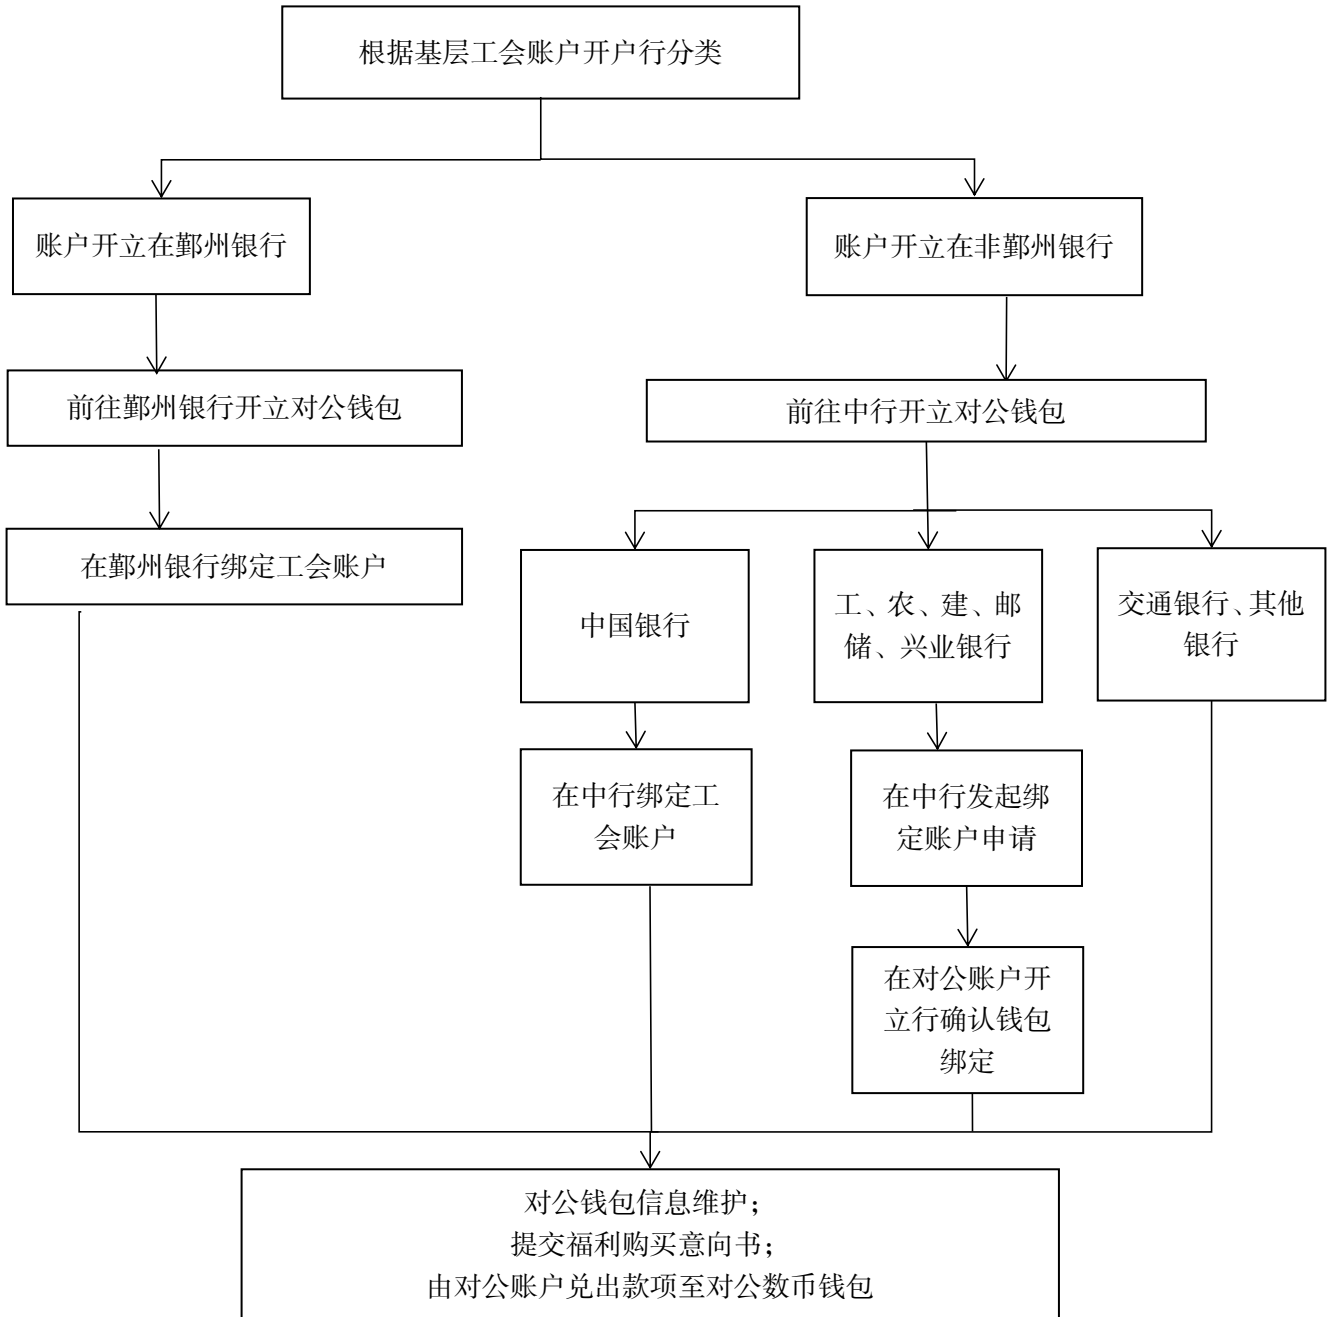 根据基层工会账户开户行分类
账户开立在鄞州银行
账户开立在非鄞州银行
前往鄞州银行开立对公钱包
前往中行开立对公钱包
在鄞州银行绑定工会账户
中国银行
工、农、建、邮
储、兴业银行
交通银行、其他
银行
在中行绑定工
会账户
在中行发起绑
定账户申请
在对公账户开
立行确认钱包
绑定
对公钱包信息维护；
提交福利购买意向书；
由对公账户兑出款项至对公数币钱包